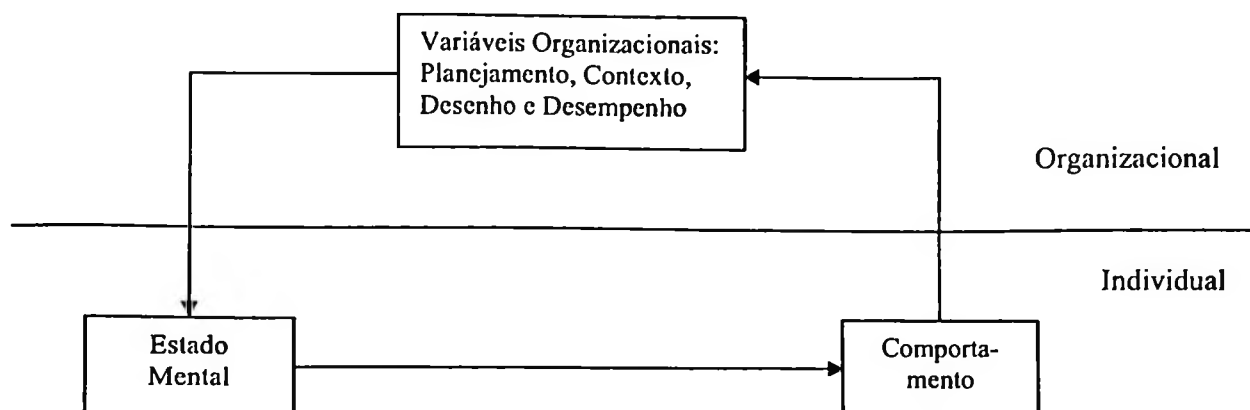 Variáveis Organizacionais:
Planejamento, Contexto,
Desenho e Desempenho
Organizacional
Individual
Estado
Mental
Comporta-
mento